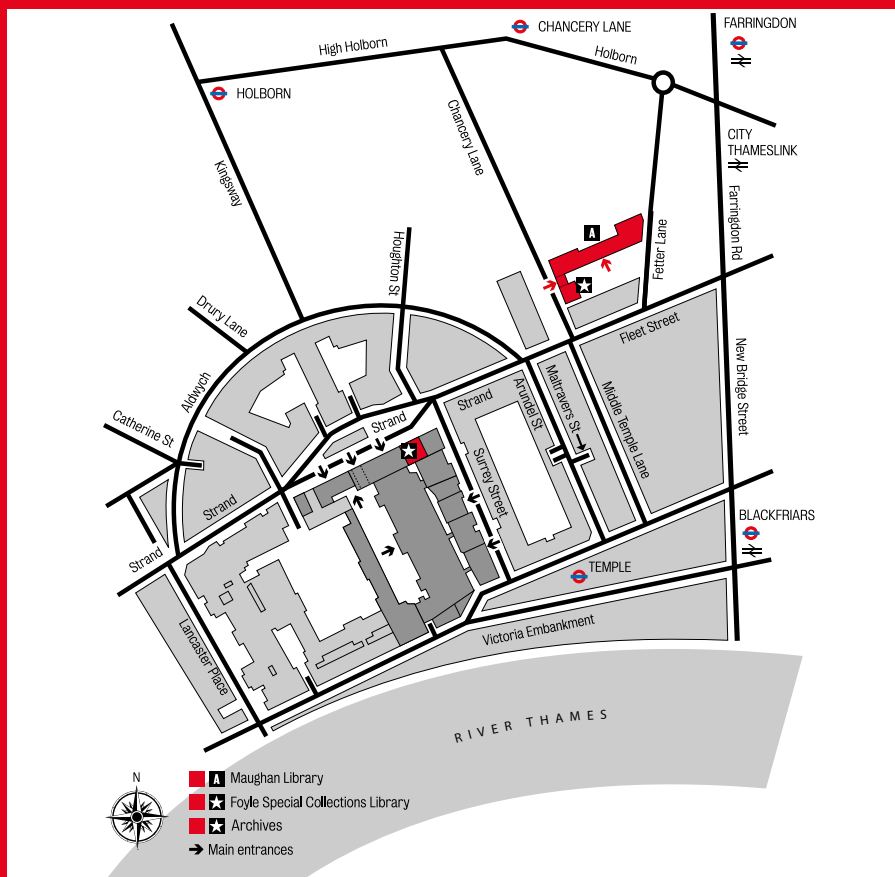 CHANCERY LANE
FARRINGDON
High Holborn
Holborn
HOLBORN
Chancery Lane
CITY
THAMESLINK
Kingsway
Farringdon Rd
A
Fetter Lane
Houghton St
Drury Lane
Fleet Street
Aldwych
New Bridge Street
Catherine St
Strand
Strand
Arundel St
Maltravers St
Middle Temple Lane
Strand
Surrey Street
Strand
BLACKFRIARS
TEMPLE
Lancaster Place
Victoria Embankment
RIVER THAMES
N
A Maughan Library
Foyle Special Collections Library
Archives
Main entrances